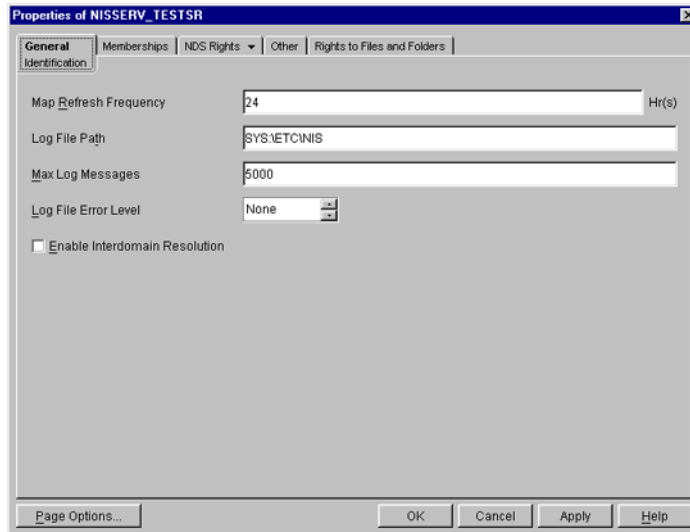 Properties of NISSERV_TESTSR
General Memberships NDS Rights Other Rights to Files and Folders
Identification
Map Refresh Frequency 24 Hr(s)
Log File Path SYS:\ETC\NIS
Max Log Messages 5000
Log File Error Level None
Enable Interdomain Resolution
Page Options... OK Cancel Apply Help